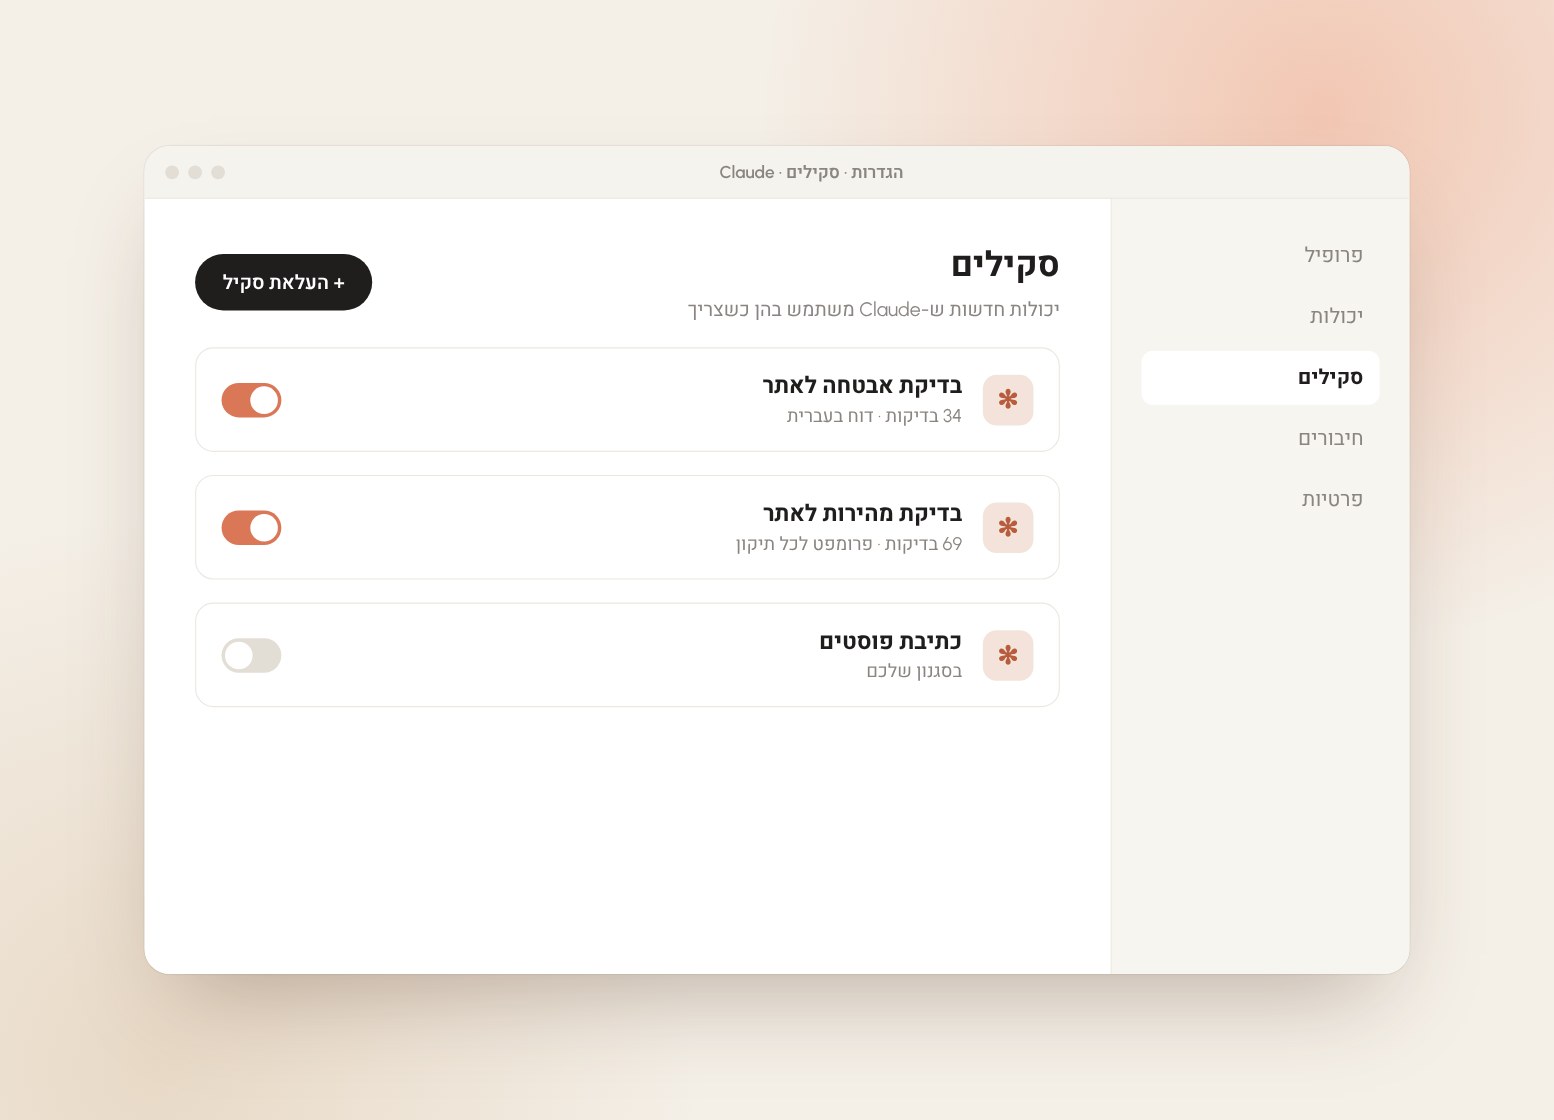 הגדרות · סקילים · Claude
פרופיל
יכולות
סקילים
חיבורים
פרטיות
סקילים
יכולות חדשות ש-Claude משתמש בהן כשצריך
+ העלאת סקיל
בדיקת אבטחה לאתר
34 בדיקות · דוח בעברית
בדיקת מהירות לאתר
69 בדיקות · פרומפט לכל תיקון
כתיבת פוסטים
בסגנון שלכם